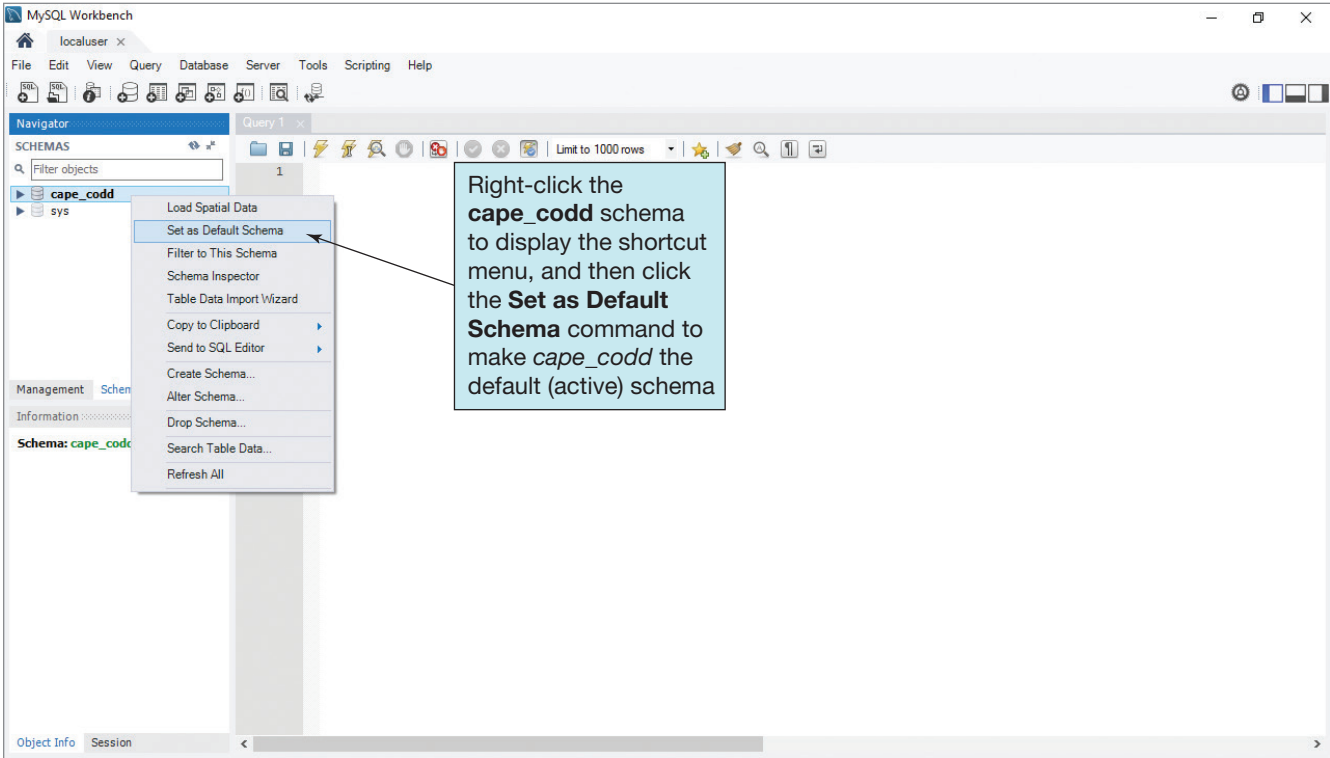 MySQL Workbench
localuser
File Edit View Query Database Server Tools Scripting Help
Navigator
Query 1
SCHEMAS
Limit to 1000 rows
Filter objects
1
cape_codd
sys
Load Spatial Data
Set as Default Schema
Filter to This Schema
Schema Inspector
Table Data Import Wizard
Copy to Clipboard
Send to SQL Editor
Create Schema...
Alter Schema...
Drop Schema...
Search Table Data...
Refresh All
Right-click the
cape_codd schema
to display the shortcut
menu, and then click
the Set as Default
Schema command to
make cape_codd the
default (active) schema
Management Schem
Information
Schema: cape_codd
Object Info Session